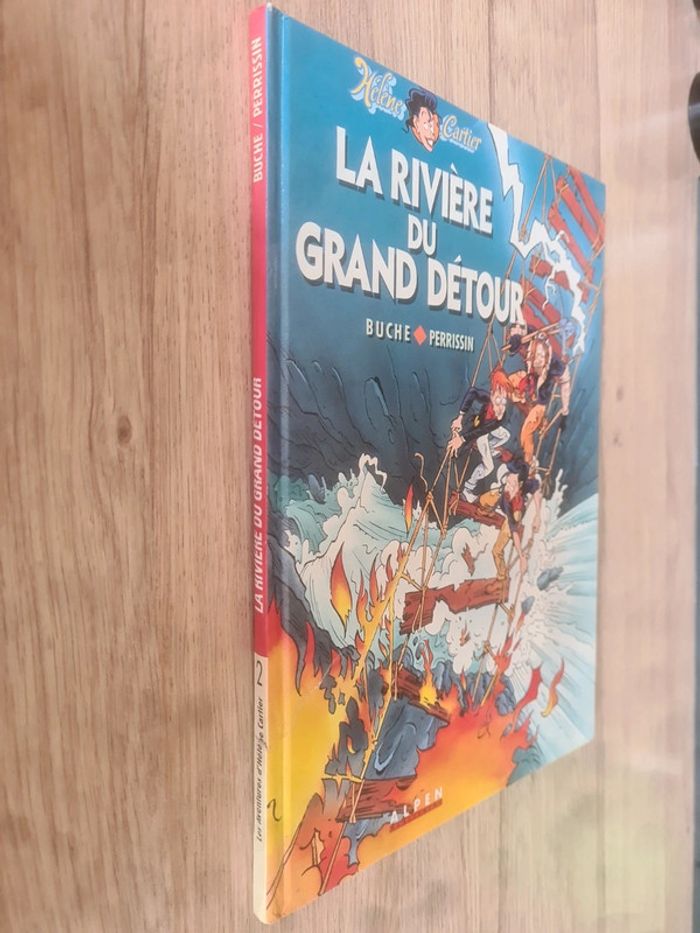 BUCHE / PERRISSIN
LA RIVIÈRE DU GRAND DÉTOUR
2
Les Aventures d'Hélène Cartier
Hélène
Cartier
LA RIVIÈRE
DU
GRAND DÉTOUR
BUCHE ◆ PERRISSIN
ALPEN